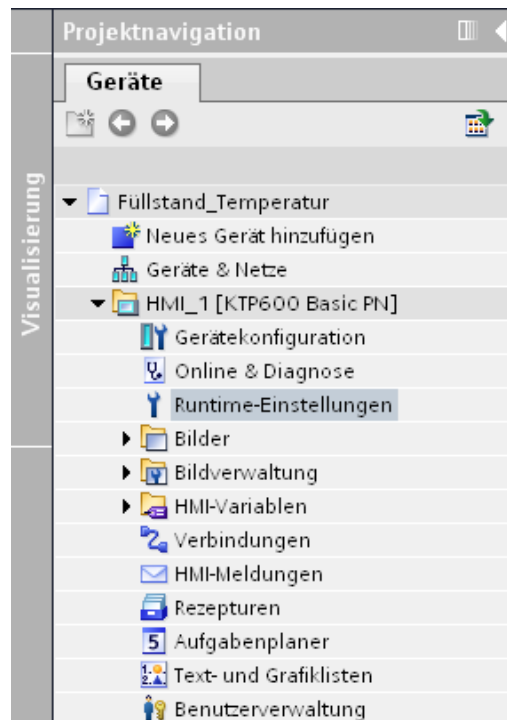 Projektnavigation
Geräte
Visualisierung
Füllstand_Temperatur
Neues Gerät hinzufügen
Geräte & Netze
HMI_1 [KTP600 Basic PN]
Gerätekonfiguration
Online & Diagnose
Runtime-Einstellungen
Bilder
Bildverwaltung
HMI-Variablen
Verbindungen
HMI-Meldungen
Rezepturen
Aufgabenplaner
Text- und Grafiklisten
Benutzerverwaltung